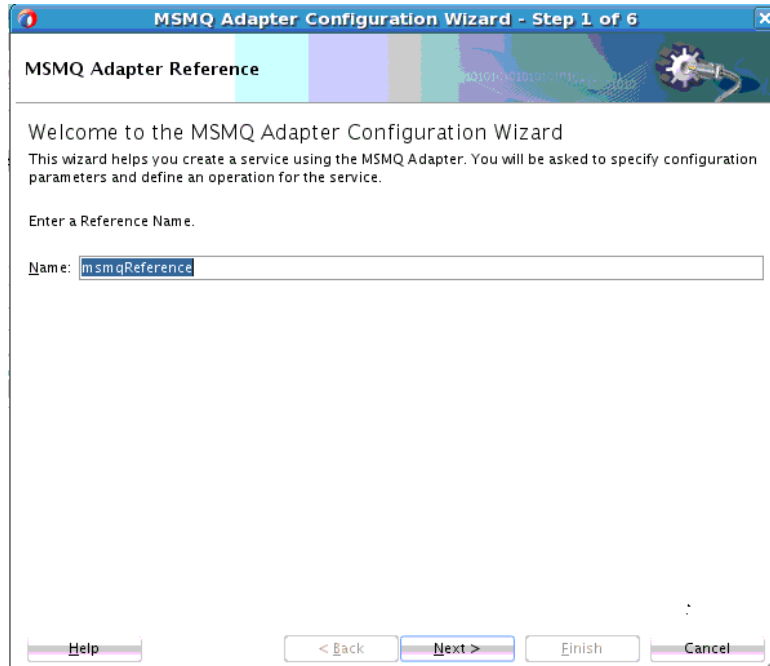 MSMQ Adapter Configuration Wizard - Step 1 of 6
MSMQ Adapter Reference
Welcome to the MSMQ Adapter Configuration Wizard
This wizard helps you create a service using the MSMQ Adapter. You will be asked to specify configuration
parameters and define an operation for the service.
Enter a Reference Name.
Name: msmqReference
Help < Back Next > Finish Cancel